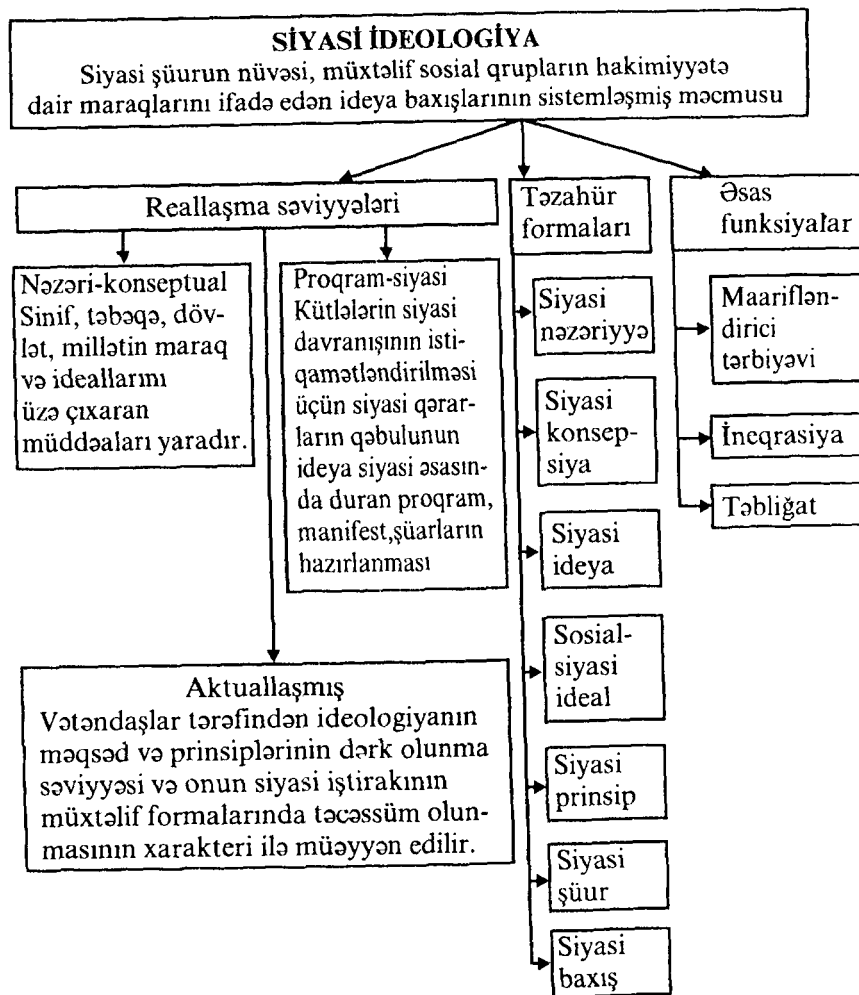 SİYASİ İDEOLOGİYA
Siyasi şüurun nüvəsi, müxtəlif sosial qrupların hakimiyyətə
dair maraqlarını ifadə edən ideya baxışlarının sistemləşmiş məcmusu
Reallaşma səviyyələri
Nəzəri-konseptual
Sinif, təbəqə, döv-
lət, millətin maraq
və ideallarını
üzə çıxaran
müddəaları yaradır.
Proqram-siyasi
Kütlələrin siyasi
davranışının isti-
qamətləndirilməsi
üçün siyasi qərar-
ların qəbulunun
ideya siyasi əsasın-
da duran proqram,
manifest,şüarların
hazırlanması
Aktuallaşmış
Vətəndaşlar tərəfindən ideologiyanın
məqsəd və prinsiplərinin dərk olunma
səviyyəsi və onun siyasi iştirakının
müxtəlif formalarında təcəssüm olun-
masının xarakteri ilə müəyyən edilir.
Təzahür
formaları
Siyasi
nəzəriyyə
Siyasi
konsep-
siya
Siyasi
ideya
Sosial-
siyasi
ideal
Siyasi
prinsip
Siyasi
şüur
Siyasi
baxış
Əsas
funksiyalar
Maariflən-
dirici
tərbiyəvi
İneqrasiya
Təbliğat